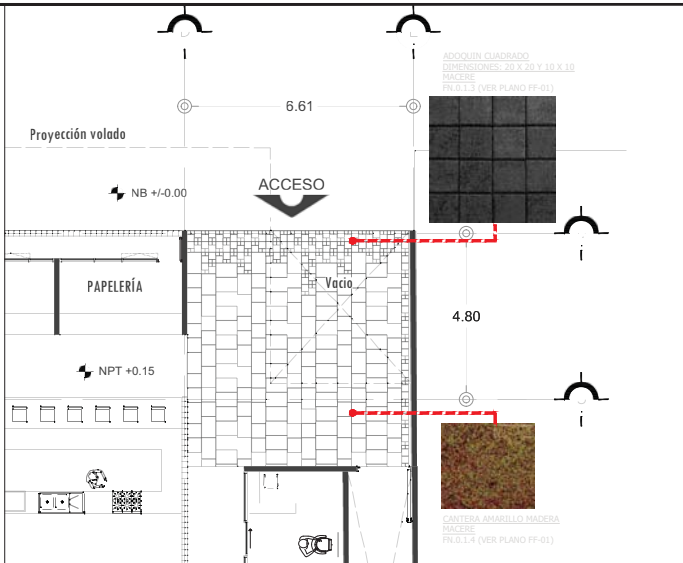 ADOQUIN CUADRADO
DIMENSIONES: 20 X 20 Y 10 X 10
MACERE
FN.0.1.3 (VER PLANO FF-01)
6.61
Proyección volado
NB +/-0.00
ACCESO
PAPELERÍA
Vacio
4.80
NPT +0.15
CANTERA AMARILLO MADERA
MACERE
FN.0.1.4 (VER PLANO FF-01)